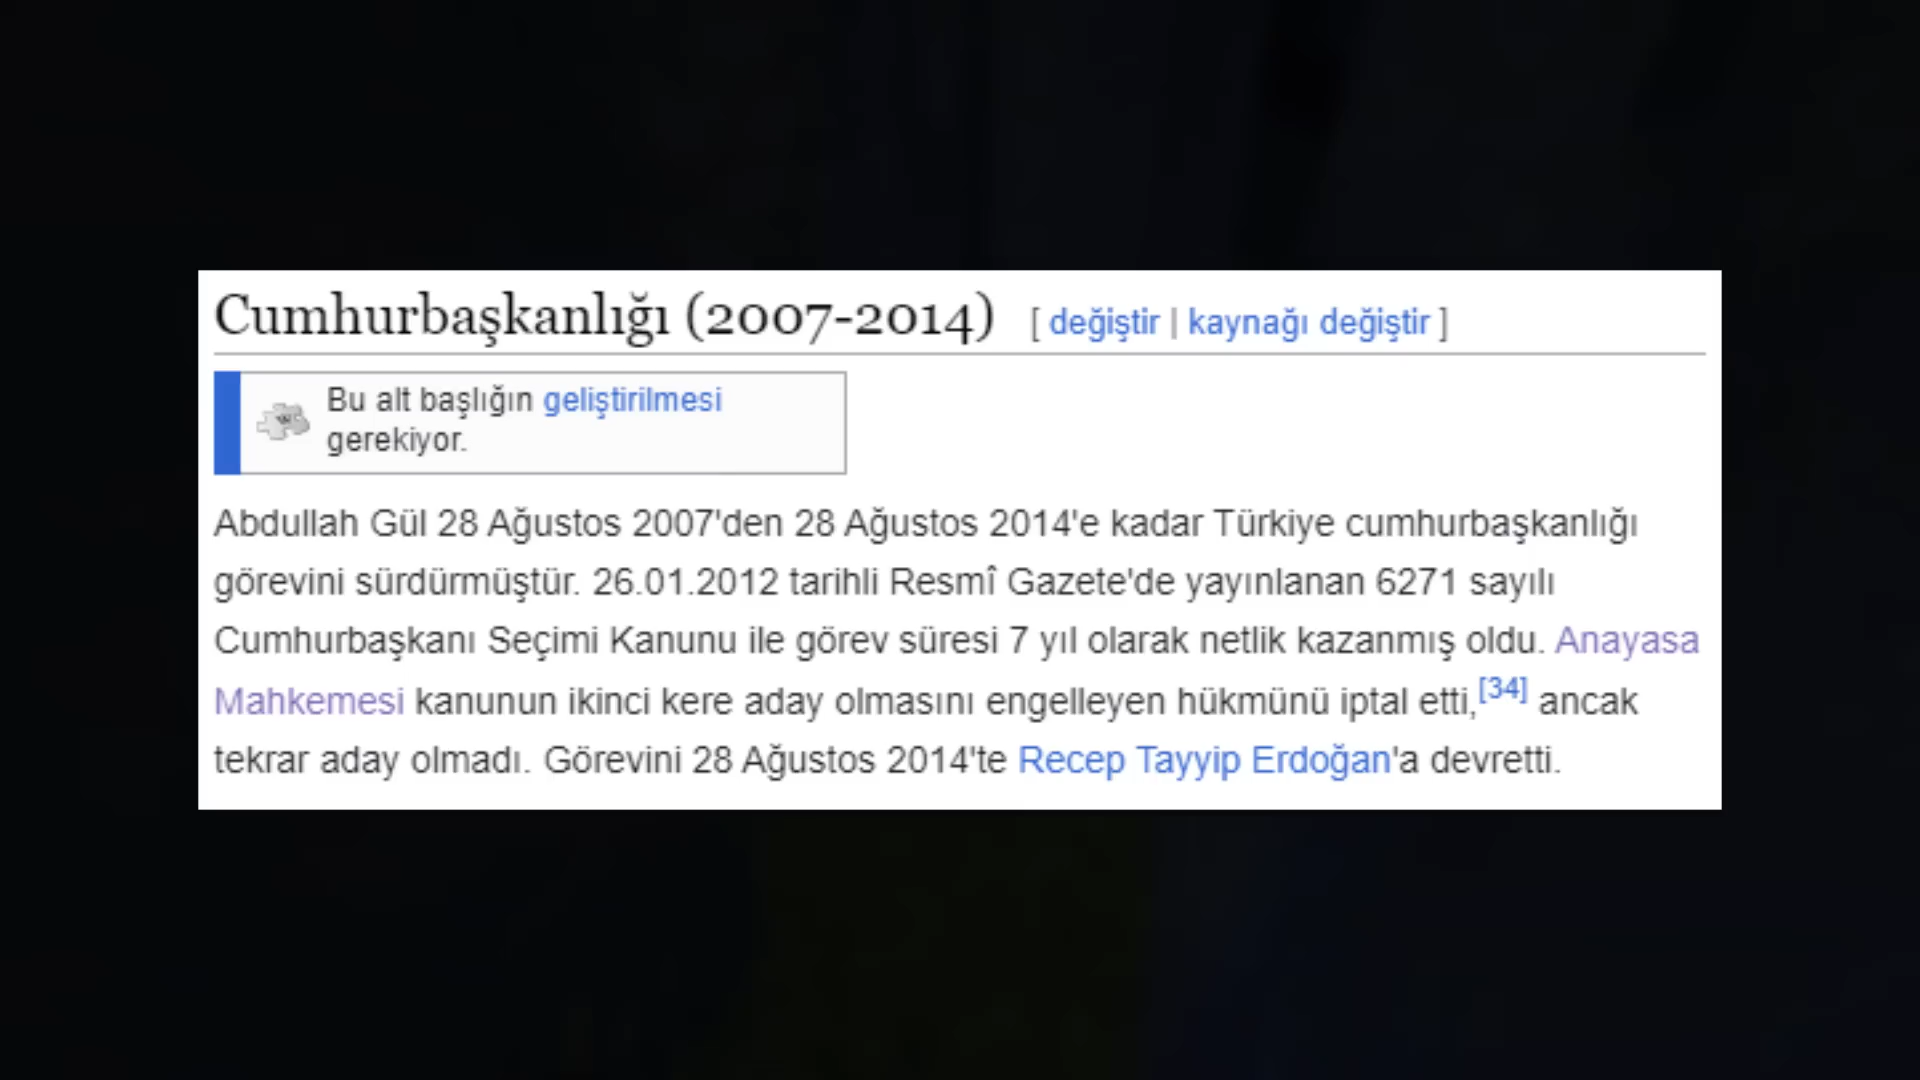 Cumhurbaşkanlığı (2007-2014) [ değiştir | kaynağı değiştir ]
Bu alt başlığın geliştirilmesi
gerekiyor.
Abdullah Gül 28 Ağustos 2007'den 28 Ağustos 2014'e kadar Türkiye cumhurbaşkanlığı
görevini sürdürmüştür. 26.01.2012 tarihli Resmî Gazete'de yayınlanan 6271 sayılı
Cumhurbaşkanı Seçimi Kanunu ile görev süresi 7 yıl olarak netlik kazanmış oldu. Anayasa
Mahkemesi kanunun ikinci kere aday olmasını engelleyen hükmünü iptal etti,[34] ancak
tekrar aday olmadı. Görevini 28 Ağustos 2014'te Recep Tayyip Erdoğan'a devretti.